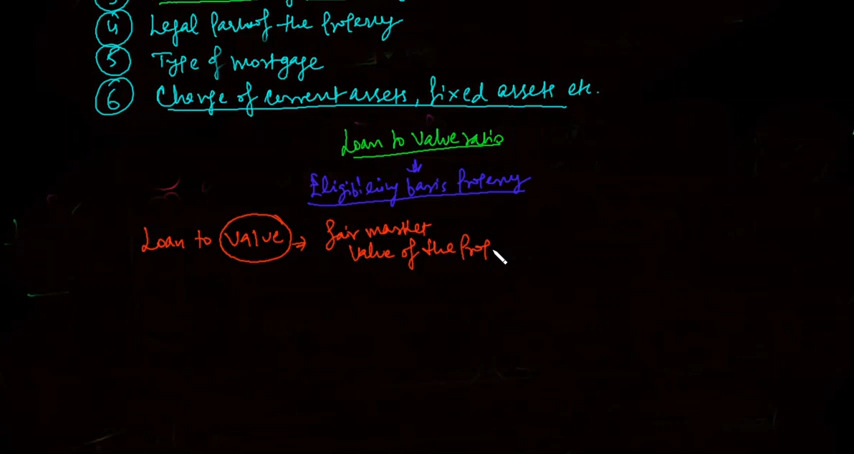 ④ Legal Part of the Property
⑤ Type of mortgage
⑥ Charge of current assets, fixed assets etc.
Loan to Value ratio
↓
Eligibility basis Property
Loan to value → fair market
value of the Prop